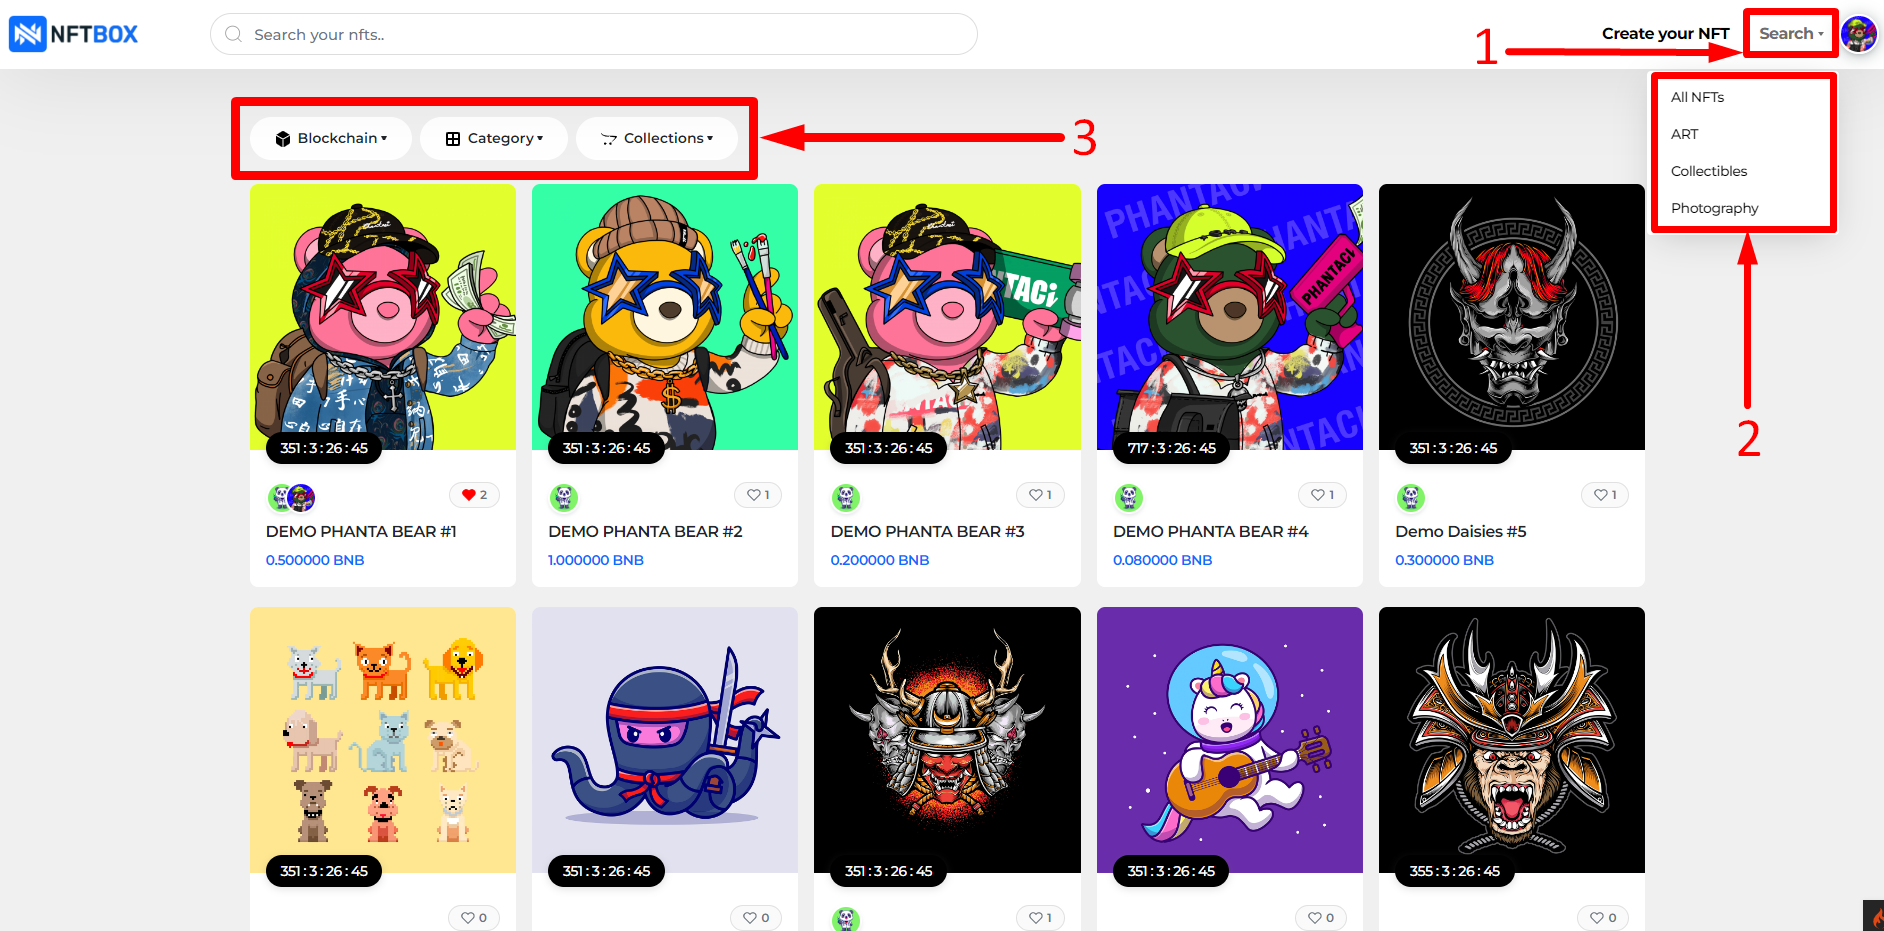 NFTBOX
Search your nfts..
Create your NFT
Search
1
All NFTs
ART
Collectibles
Photography
2
Blockchain
Category
Collections
3
NTACi
PHANTACI
PHANTACI
351 : 3 : 26 : 45
351 : 3 : 26 : 45
351 : 3 : 26 : 45
717 : 3 : 26 : 45
351 : 3 : 26 : 45
2
1
1
1
1
DEMO PHANTA BEAR #1
DEMO PHANTA BEAR #2
DEMO PHANTA BEAR #3
DEMO PHANTA BEAR #4
Demo Daisies #5
0.500000 BNB
1.000000 BNB
0.200000 BNB
0.080000 BNB
0.300000 BNB
351 : 3 : 26 : 45
351 : 3 : 26 : 45
351 : 3 : 26 : 45
351 : 3 : 26 : 45
355 : 3 : 26 : 45
0
0
1
0
0